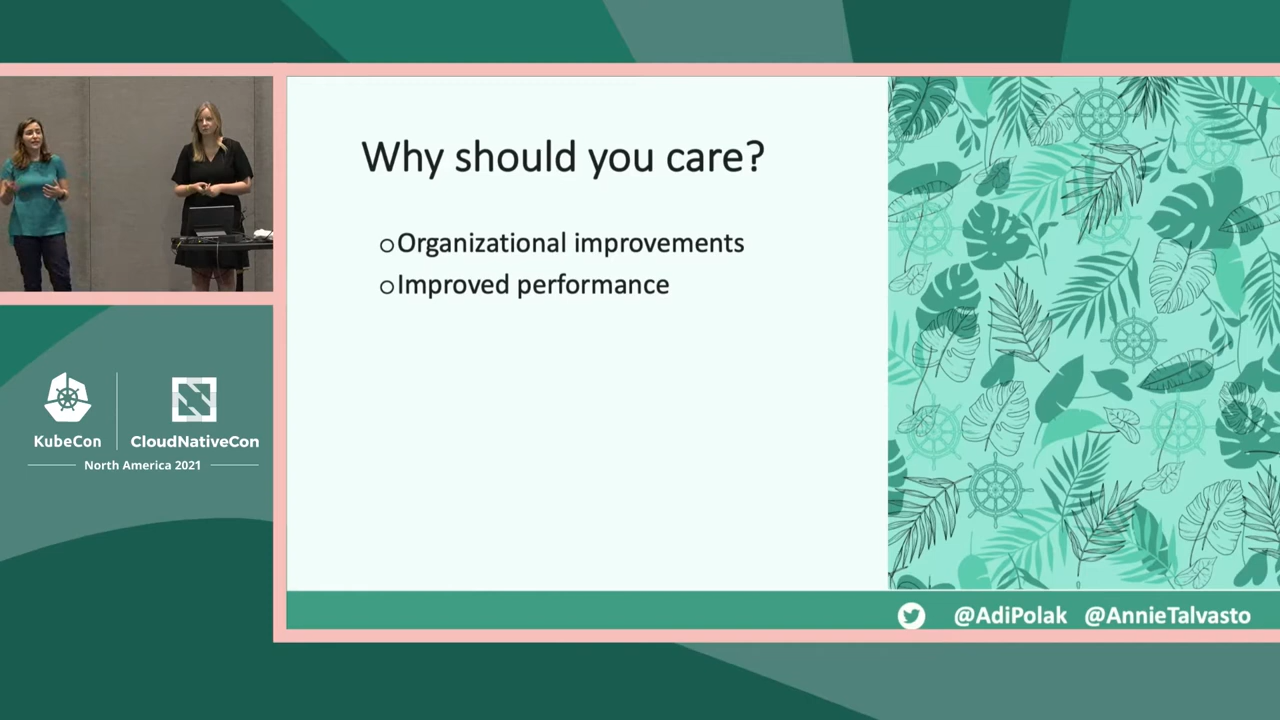 Why should you care?
Organizational improvements
Improved performance
KubeCon
CloudNativeCon
North America 2021
@AdiPolak @AnnieTalvasto